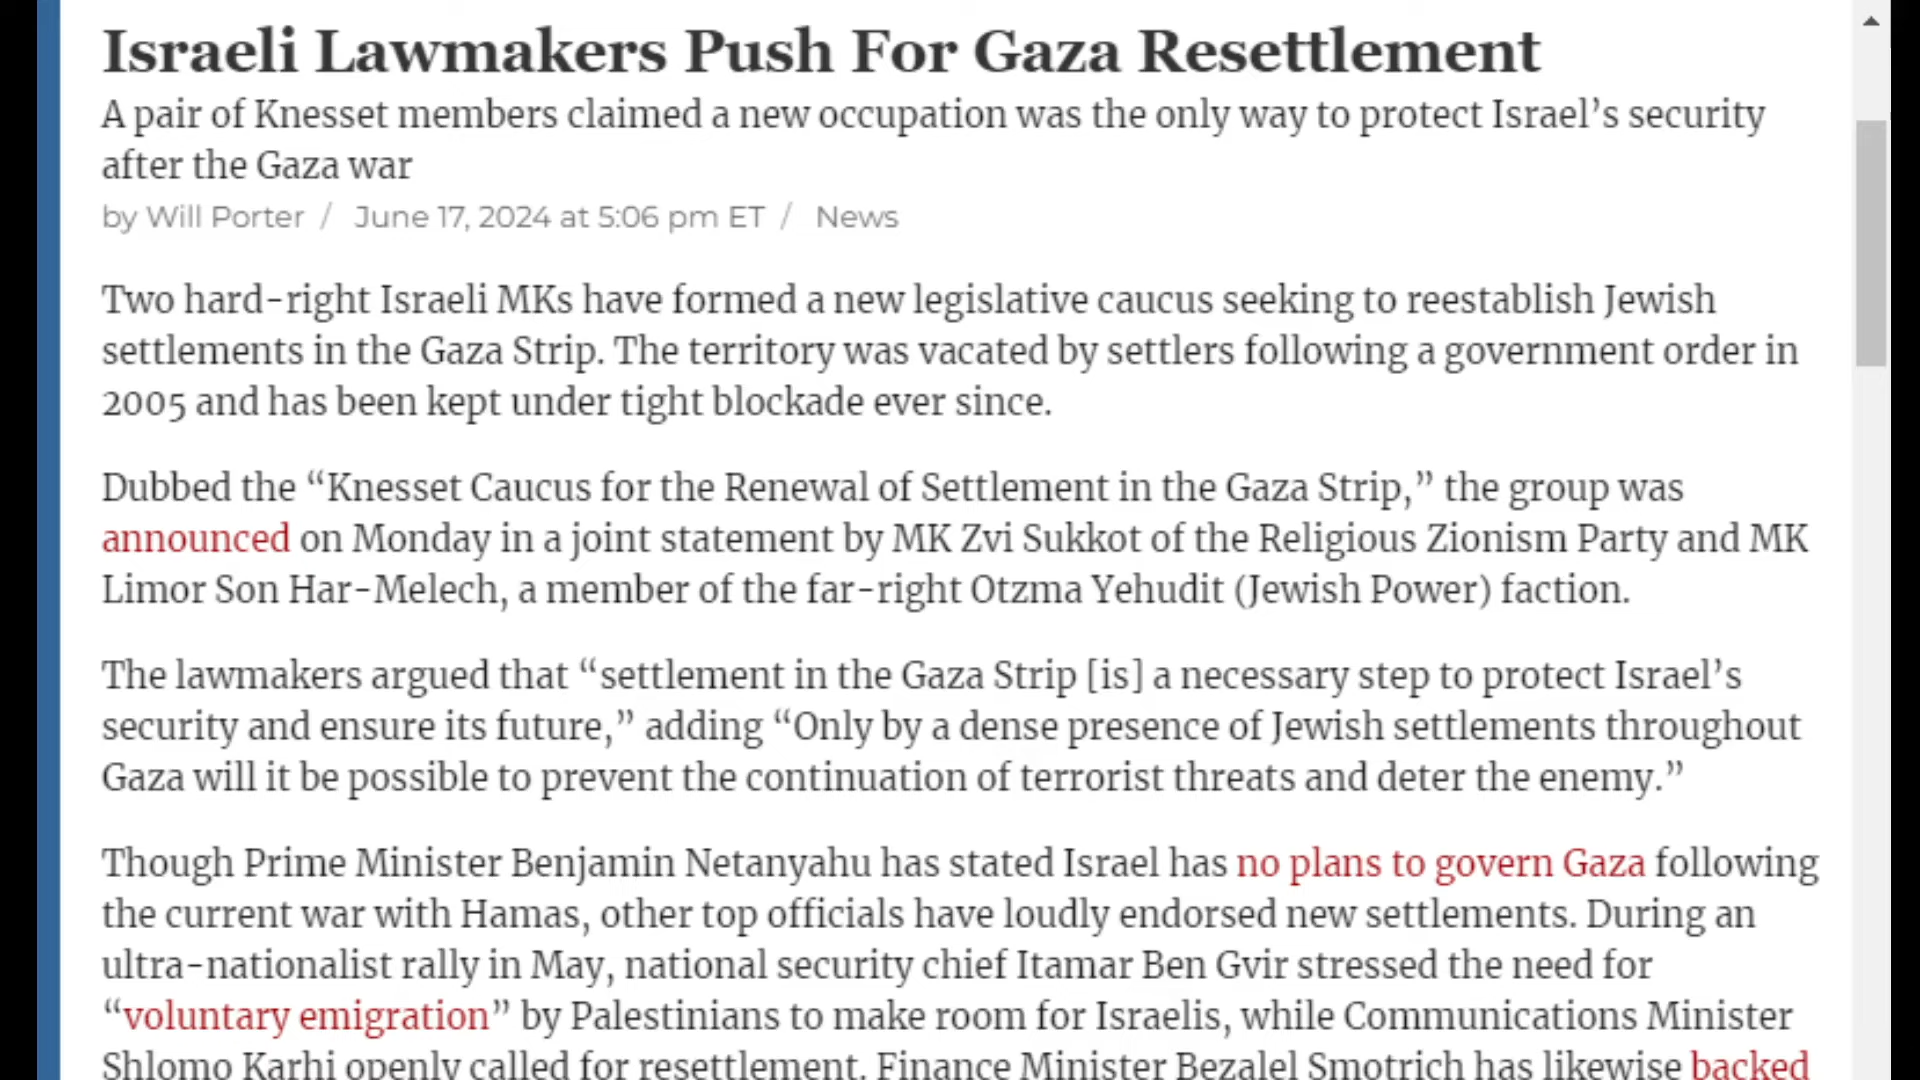 Israeli Lawmakers Push For Gaza Resettlement
A pair of Knesset members claimed a new occupation was the only way to protect Israel’s security
after the Gaza war
by Will Porter / June 17, 2024 at 5:06 pm ET / News
Two hard-right Israeli MKs have formed a new legislative caucus seeking to reestablish Jewish
settlements in the Gaza Strip. The territory was vacated by settlers following a government order in
2005 and has been kept under tight blockade ever since.
Dubbed the “Knesset Caucus for the Renewal of Settlement in the Gaza Strip,” the group was
announced on Monday in a joint statement by MK Zvi Sukkot of the Religious Zionism Party and MK
Limor Son Har-Melech, a member of the far-right Otzma Yehudit (Jewish Power) faction.
The lawmakers argued that “settlement in the Gaza Strip [is] a necessary step to protect Israel’s
security and ensure its future,” adding “Only by a dense presence of Jewish settlements throughout
Gaza will it be possible to prevent the continuation of terrorist threats and deter the enemy.”
Though Prime Minister Benjamin Netanyahu has stated Israel has no plans to govern Gaza following
the current war with Hamas, other top officials have loudly endorsed new settlements. During an
ultra-nationalist rally in May, national security chief Itamar Ben Gvir stressed the need for
“voluntary emigration” by Palestinians to make room for Israelis, while Communications Minister
Shlomo Karhi openly called for resettlement. Finance Minister Bezalel Smotrich has likewise backed